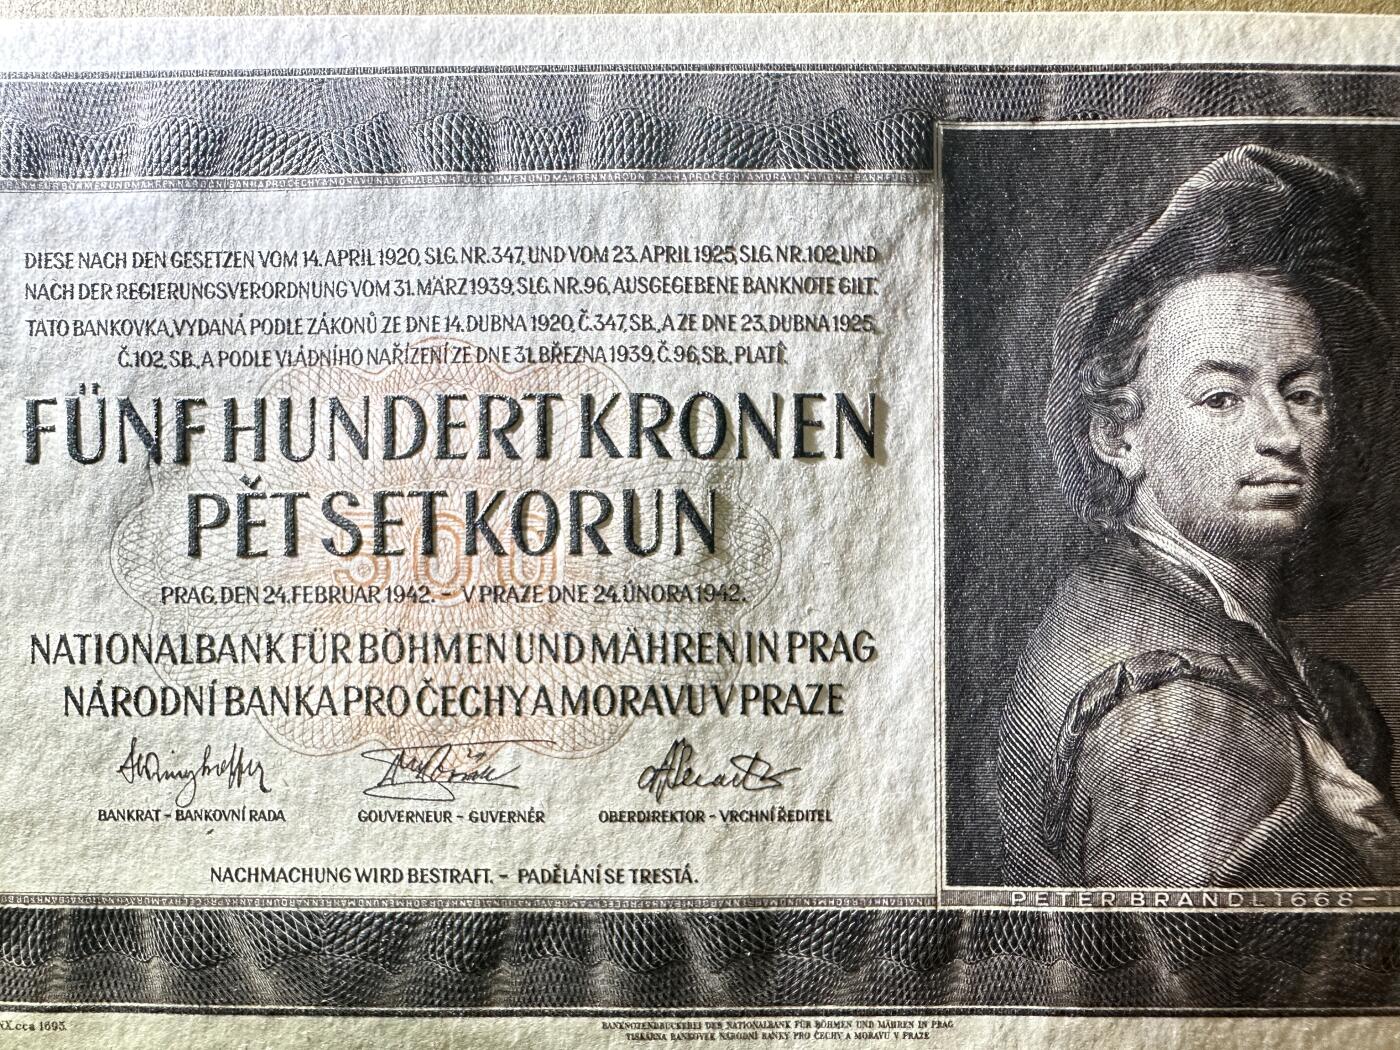 DIESE NACH DEN GESETZEN VOM 14. APRIL 1920, SLG. NR. 347, UND VOM 23. APRIL 1925, SLG. NR. 102, UND
NACH DER REGIERUNGSVERORDNUNG VOM 31. MÄRZ 1939, SLG. NR. 96, AUSGEGEBENE BANKNOTE GILT.
TATO BANKOVKA, VYDANÁ PODLE ZÁKONŮ ZE DNE 14. DUBNA 1920, Č. 347, SB., A ZE DNE 23. DUBNA 1925,
Č. 102, SB., A PODLE VLÁDNÍHO NAŘÍZENÍ ZE DNE 31. BŘEZNA 1939, Č. 96, SB., PLATÍ.
FÜNFHUNDERT KRONEN
PĚT SET KORUN
500
PRAG, DEN 24. FEBRUAR 1942. - V PRAZE DNE 24. ÚNORA 1942.
NATIONALBANK FÜR BÖHMEN UND MÄHREN IN PRAG
NÁRODNÍ BANKA PRO ČECHY A MORAVU V PRAZE
BANKRAT - BANKOVNÍ RADA
GOUVERNEUR - GUVERNÉR
OBERDIREKTOR - VRCHNÍ ŘEDITEL
NACHMACHUNG WIRD BESTRAFT. - PADĚLÁNÍ SE TRESTÁ.
PETER BRANDL 1668-
cca 1695.
BANKNOTENDRUCKEREI DER NATIONALBANK FÜR BÖHMEN UND MÄHREN IN PRAG
TISKÁRNA BANKOVEK NÁRODNÍ BANKY PRO ČECHY A MORAVU V PRAZE